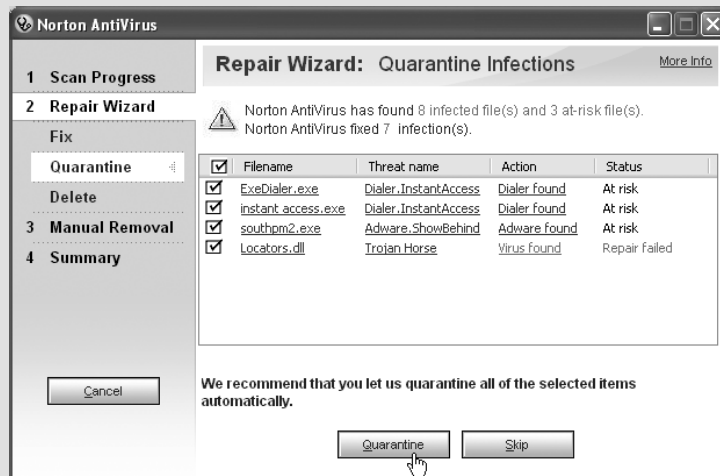 Norton AntiVirus
1 Scan Progress
2 Repair Wizard
Fix
Quarantine
Delete
3 Manual Removal
4 Summary
Cancel
Repair Wizard: Quarantine Infections
More Info
Norton AntiVirus has found 8 infected file(s) and 3 at-risk file(s).
Norton AntiVirus fixed 7 infection(s).
Filename Threat name Action Status
ExeDialer.exe Dialer.InstantAccess Dialer found At risk
instant access.exe Dialer.InstantAccess Dialer found At risk
southpm2.exe Adware.ShowBehind Adware found At risk
Locators.dll Trojan Horse Virus found Repair failed
We recommend that you let us quarantine all of the selected items
automatically.
Quarantine Skip